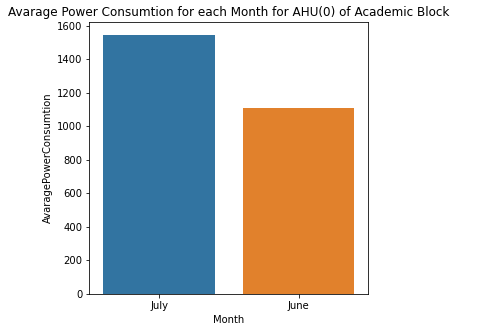 Avarage Power Consumtion for each Month for AHU(0) of Academic Block
1600
1400
1200
1000
800
600
400
200
0
AvaragePowerConsumtion
July
June
Month